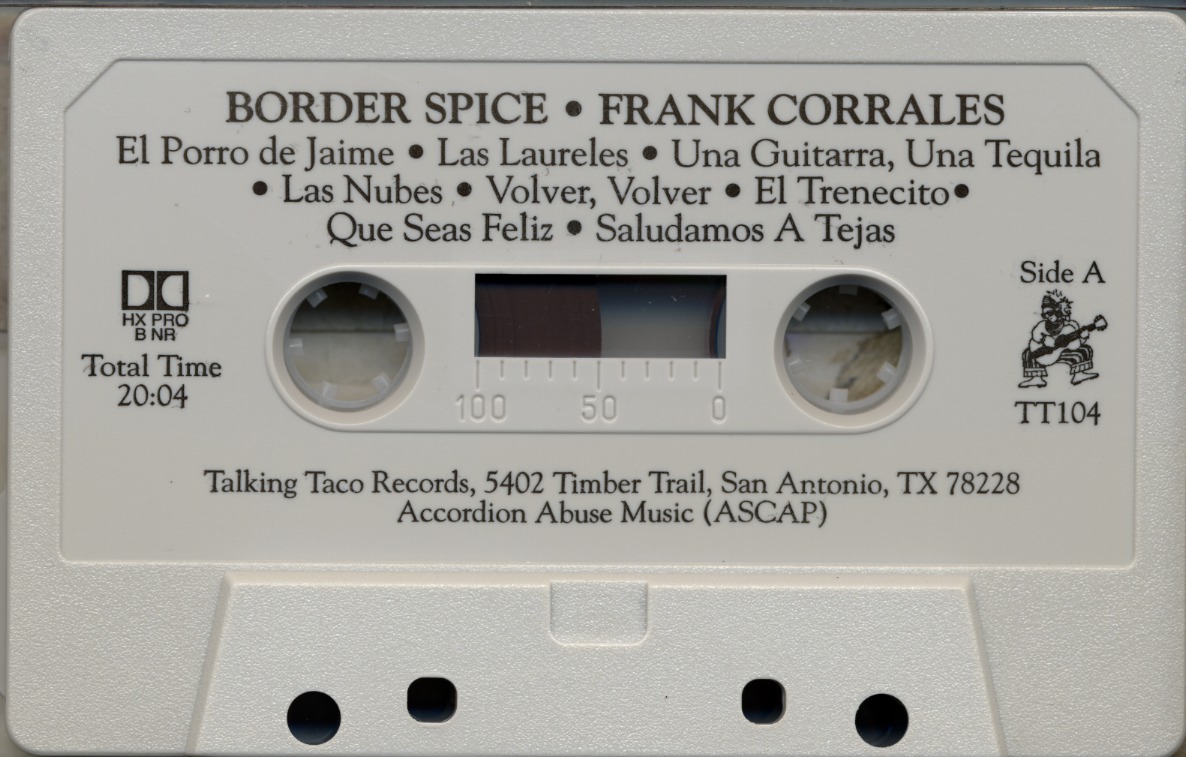 BORDER SPICE • FRANK CORRALES
El Porro de Jaime • Las Laureles • Una Guitarra, Una Tequila
• Las Nubes • Volver, Volver • El Trenecito•
Que Seas Feliz • Saludamos A Tejas
HX PRO
B NR
Total Time
20:04
100 50 0
Side A
TT104
Talking Taco Records, 5402 Timber Trail, San Antonio, TX 78228
Accordion Abuse Music (ASCAP)